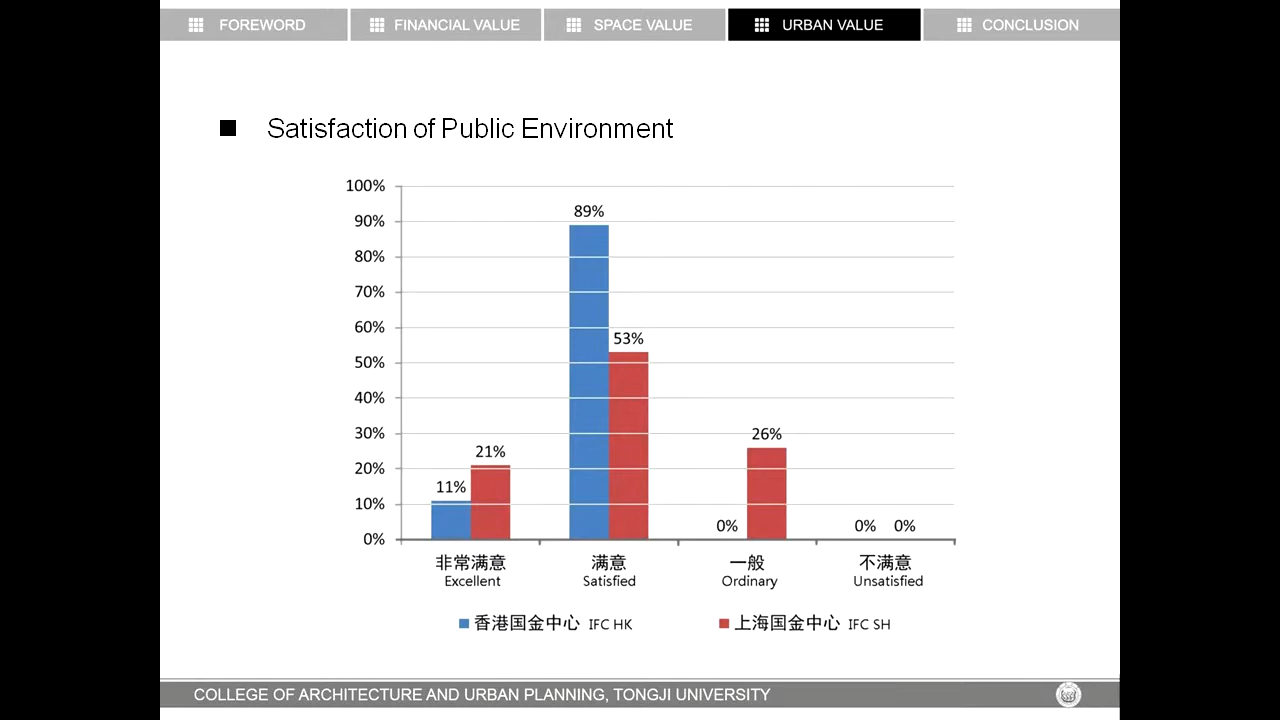 FOREWORD
FINANCIAL VALUE
SPACE VALUE
URBAN VALUE
CONCLUSION
Satisfaction of Public Environment
100%
90%
80%
70%
60%
50%
40%
30%
20%
10%
0%
11%
21%
89%
53%
0%
26%
0%
0%
非常满意
Excellent
满意
Satisfied
一般
Ordinary
不满意
Unsatisfied
香港国金中心 IFC HK
上海国金中心 IFC SH
COLLEGE OF ARCHITECTURE AND URBAN PLANNING, TONGJI UNIVERSITY